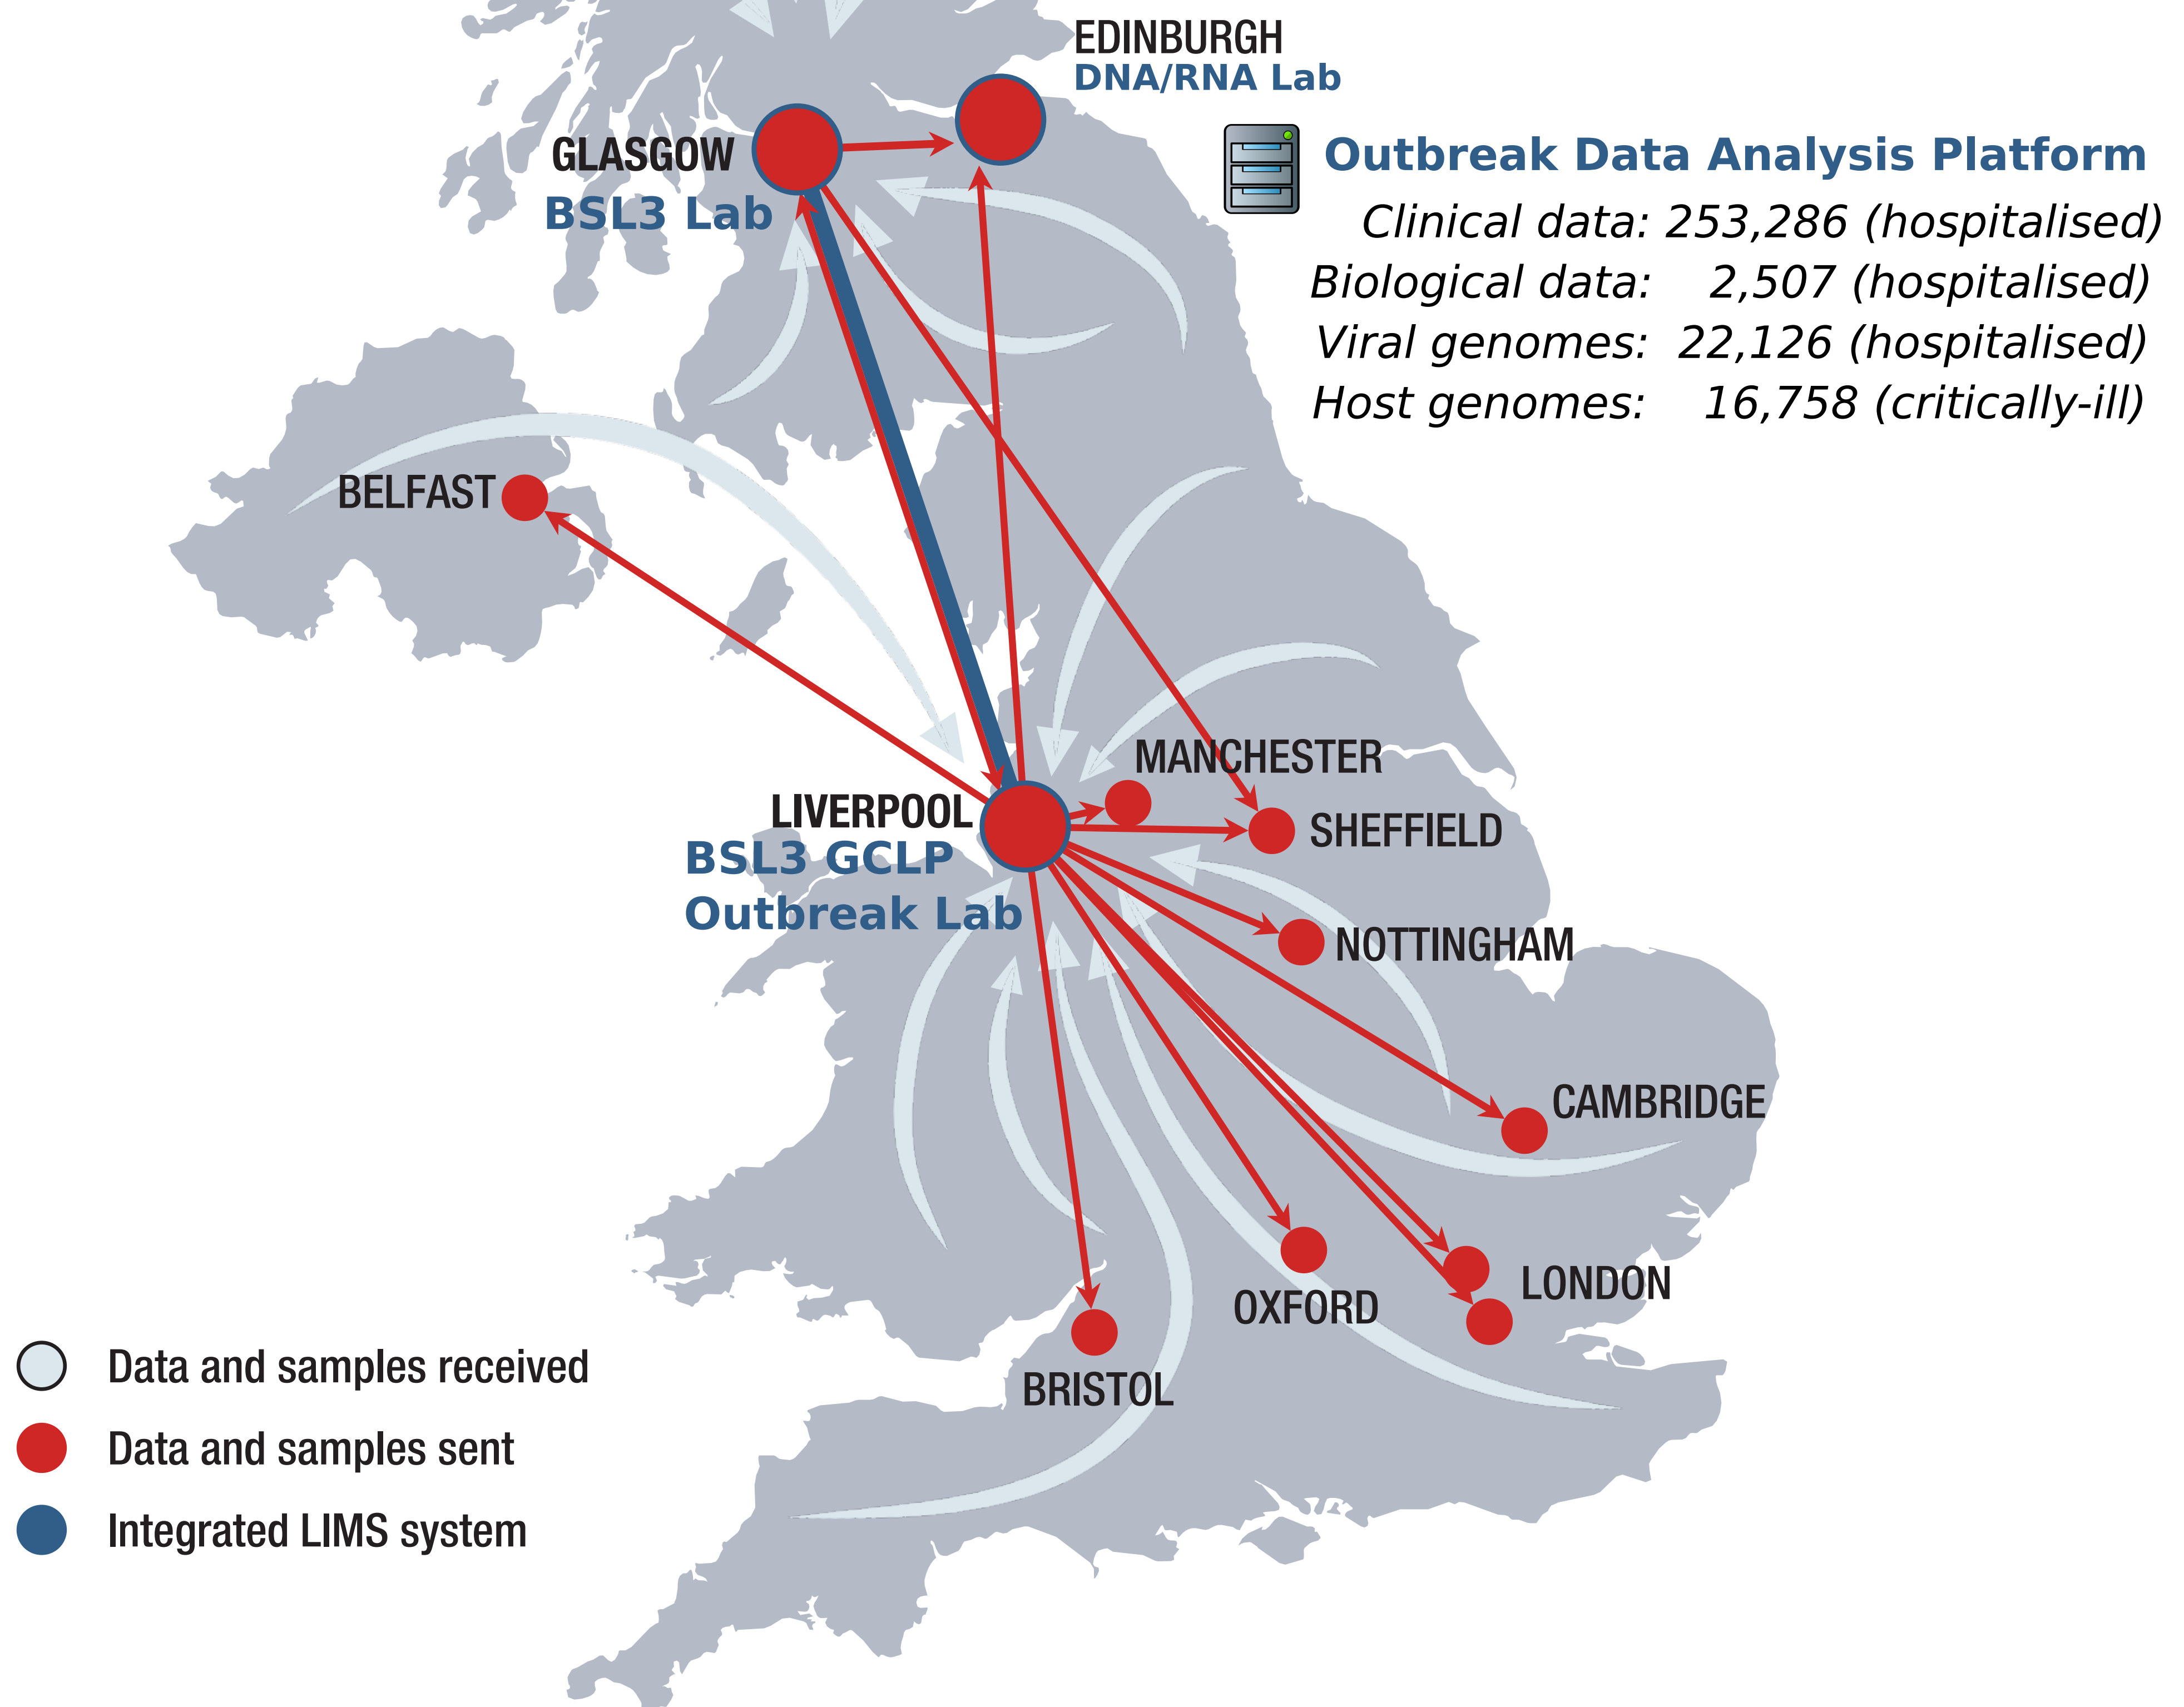 EDINBURGH
DNA/RNA Lab
GLASGOW
BSL3 Lab
Outbreak Data Analysis Platform
Clinical data: 253,286 (hospitalised)
Biological data: 2,507 (hospitalised)
Viral genomes: 22,126 (hospitalised)
Host genomes: 16,758 (critically-ill)
BELFAST
MANCHESTER
LIVERPOOL
BSL3 GCLP
Outbreak Lab
SHEFFIELD
NOTTINGHAM
CAMBRIDGE
LONDON
OXFORD
BRISTOL
Data and samples received
Data and samples sent
Integrated LIMS system